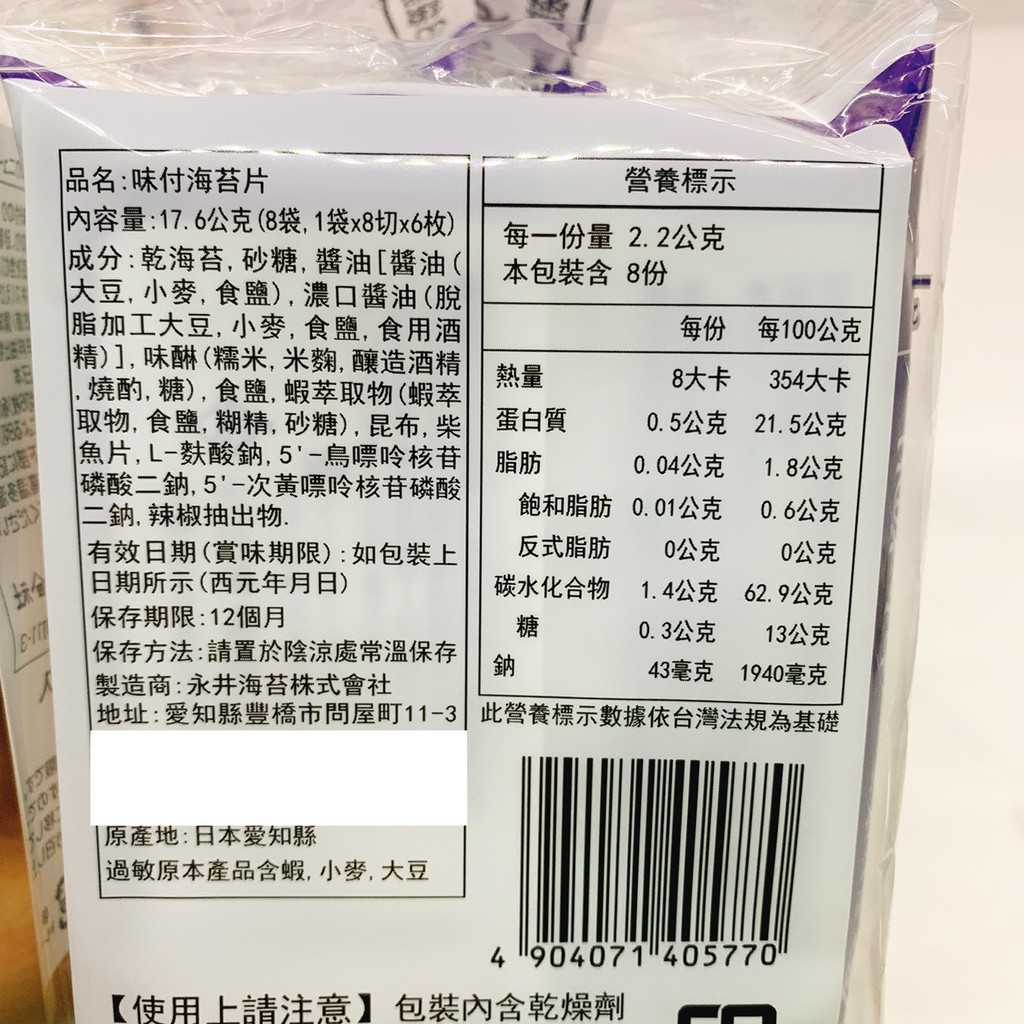 品名:味付海苔片
內容量:17.6公克(8袋,1袋x8切x6枚)
成分:乾海苔,砂糖,醬油[醬油(
大豆,小麥,食鹽),濃口醬油(脫
脂加工大豆,小麥,食鹽,食用酒
精)],味醂(糯米,米麴,釀造酒精
,燒酌,糖),食鹽,蝦萃取物(蝦萃
取物,食鹽,糊精,砂糖),昆布,柴
魚片,L-麩酸鈉,5'-鳥嘌呤核苷
磷酸二鈉,5'-次黃嘌呤核苷磷酸
二鈉,辣椒抽出物.
有效日期(賞味期限):如包裝上
日期所示(西元年月日)
保存期限:12個月
保存方法:請置於陰涼處常溫保存
製造商:永井海苔株式會社
地址:愛知縣豐橋市問屋町11-3
原產地:日本愛知縣
過敏原本產品含蝦,小麥,大豆
營養標示
每一份量 2.2公克
本包裝含 8份
每份 每100公克
熱量 8大卡 354大卡
蛋白質 0.5公克 21.5公克
脂肪 0.04公克 1.8公克
飽和脂肪 0.01公克 0.6公克
反式脂肪 0公克 0公克
碳水化合物 1.4公克 62.9公克
糖 0.3公克 13公克
鈉 43毫克 1940毫克
此營養標示數據依台灣法規為基礎
4 904071 405770
【使用上請注意】包裝內含乾燥劑